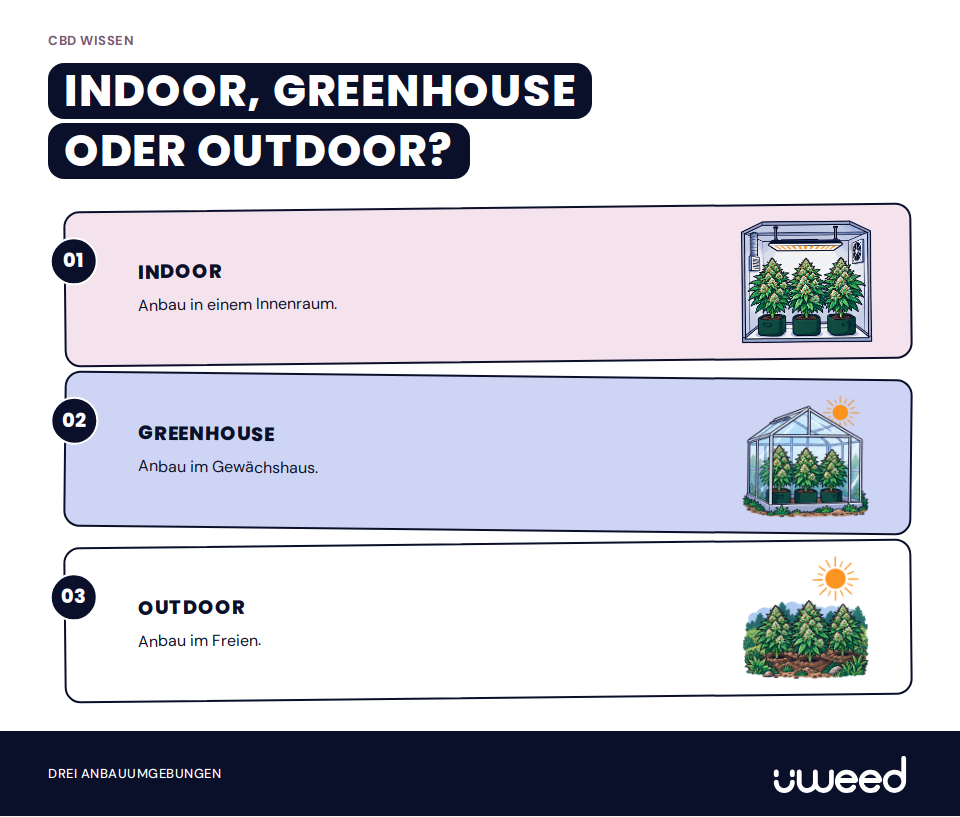 CBD WISSEN
INDOOR, GREENHOUSE
ODER OUTDOOR?
01
INDOOR
Anbau in einem Innenraum.
02
GREENHOUSE
Anbau im Gewächshaus.
03
OUTDOOR
Anbau im Freien.
DREI ANBAUUMGEBUNGEN
üweed